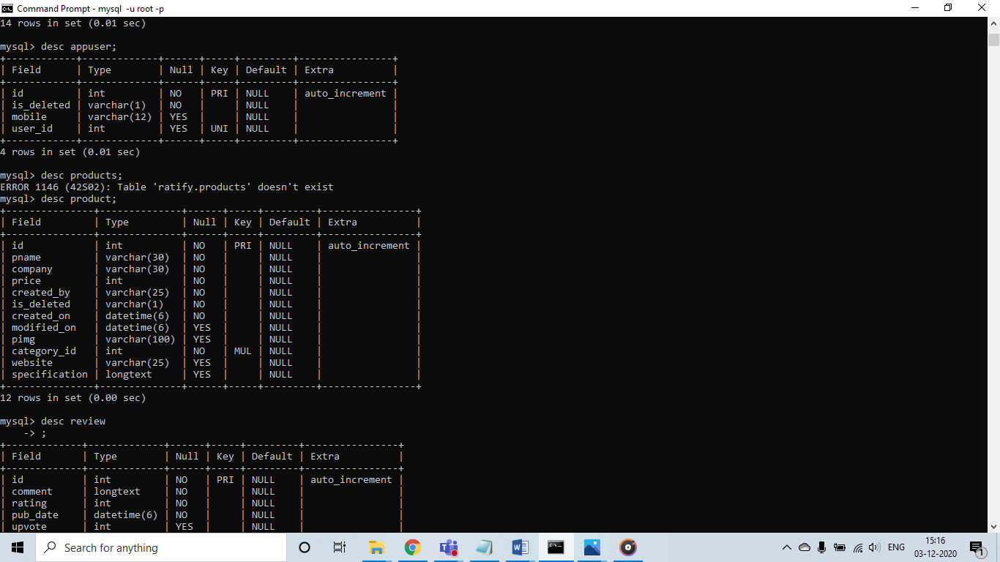 Command Prompt - mysql  -u root -p
14 rows in set (0.01 sec)

mysql> desc appuser;
+------------+-------------+------+-----+---------+----------------+
| Field      | Type        | Null | Key | Default | Extra          |
+------------+-------------+------+-----+---------+----------------+
| id         | int         | NO   | PRI | NULL    | auto_increment |
| is_deleted | varchar(1)  | NO   |     | NULL    |                |
| mobile     | varchar(12) | YES  |     | NULL    |                |
| user_id    | int         | YES  | UNI | NULL    |                |
+------------+-------------+------+-----+---------+----------------+
4 rows in set (0.01 sec)

mysql> desc products;
ERROR 1146 (42S02): Table 'ratify.products' doesn't exist
mysql> desc product;
+---------------+--------------+------+-----+---------+----------------+
| Field         | Type         | Null | Key | Default | Extra          |
+---------------+--------------+------+-----+---------+----------------+
| id            | int          | NO   | PRI | NULL    | auto_increment |
| pname         | varchar(30)  | NO   |     | NULL    |                |
| company       | varchar(30)  | NO   |     | NULL    |                |
| price         | int          | NO   |     | NULL    |                |
| created_by    | varchar(25)  | NO   |     | NULL    |                |
| is_deleted    | varchar(1)   | NO   |     | NULL    |                |
| created_on    | datetime(6)  | NO   |     | NULL    |                |
| modified_on   | datetime(6)  | YES  |     | NULL    |                |
| pimg          | varchar(100) | YES  |     | NULL    |                |
| category_id   | int          | NO   | MUL | NULL    |                |
| website       | varchar(25)  | YES  |     | NULL    |                |
| specification | longtext     | YES  |     | NULL    |                |
+---------------+--------------+------+-----+---------+----------------+
12 rows in set (0.00 sec)

mysql> desc review
    -> ;
+-------------+-------------+------+-----+---------+----------------+
| Field       | Type        | Null | Key | Default | Extra          |
+-------------+-------------+------+-----+---------+----------------+
| id          | int         | NO   | PRI | NULL    | auto_increment |
| comment     | longtext    | NO   |     | NULL    |                |
| rating      | int         | NO   |     | NULL    |                |
| pub_date    | datetime(6) | NO   |     | NULL    |                |
| upvote      | int         | YES  |     | NULL    |                |
Search for anything
ENG
15:16
03-12-2020
1